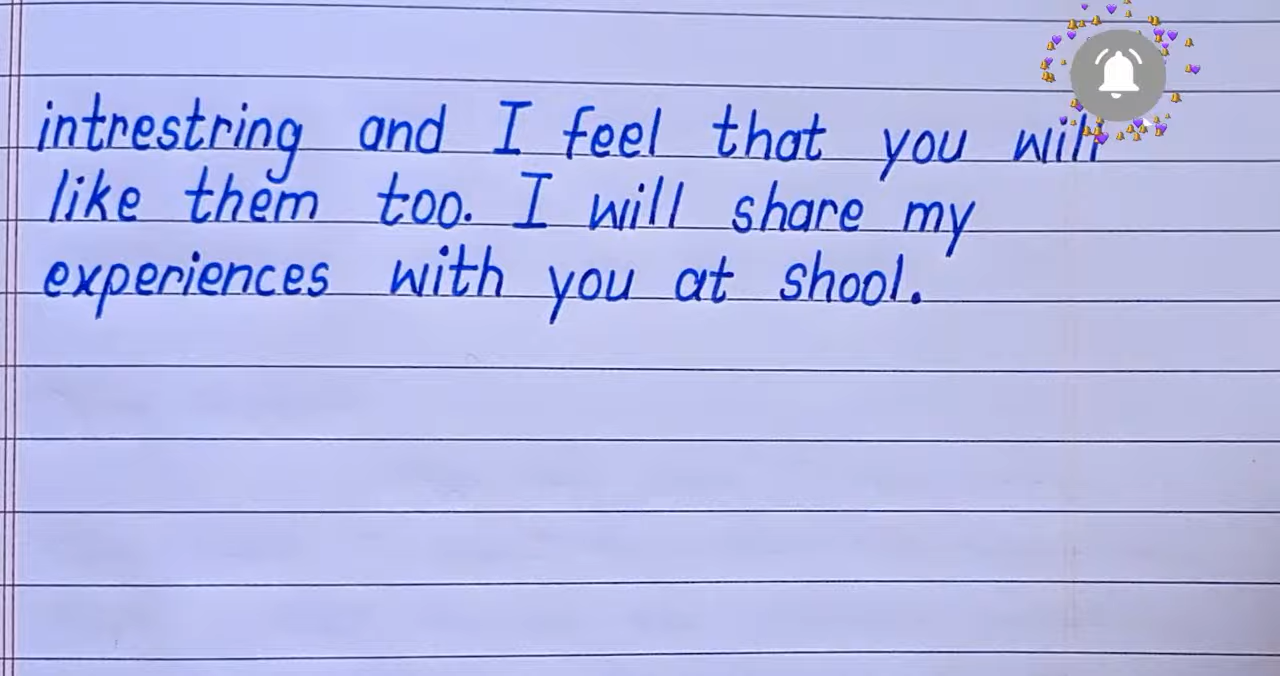 intrestring and I feel that you will
like them too. I will share my
experiences with you at shool.